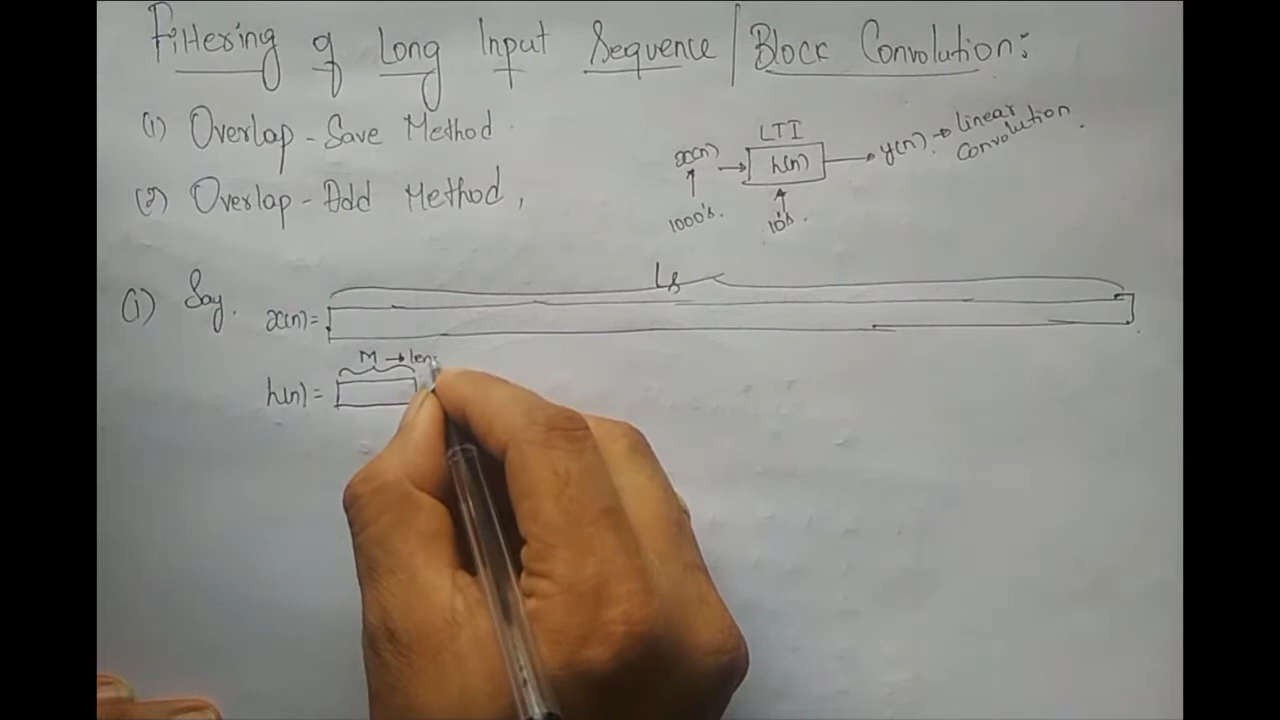 Filtering of Long Input Sequence / Block Convolution:
(1) Overlap-Save Method
(2) Overlap-Add Method,
LTI
x(n) → h(n) → y(n) → linear convolution.
1000's. 10's.
Ls
(i) Say. x(n) =
M → len
h(n) =